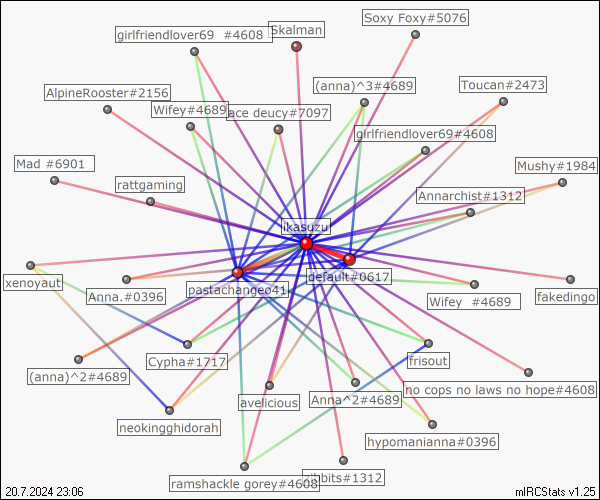 Soxy Foxy#5076
girlfriendlover69 #4608
Skalman
(anna)^3#4689
Toucan#2473
AlpineRooster#2156
Wifey#4689
ace deucy#7097
girlfriendlover69#4608
Mad #6901
rattgaming
Mushy#1984
Annarchist#1312
ikasuzu
xenoyaut
Anna.#0396
pastachangeo41
default#0617
Wifey #4689
fakedingo
(anna)^2#4689
Cypha#1717
frisout
no cops no laws no hope#4608
neokingghidorah
avelicious
Anna^2#4689
hypomanianna#0396
ramshackle gorey#4608
#1312
20.7.2024 23:06
mIRCStats v1.25